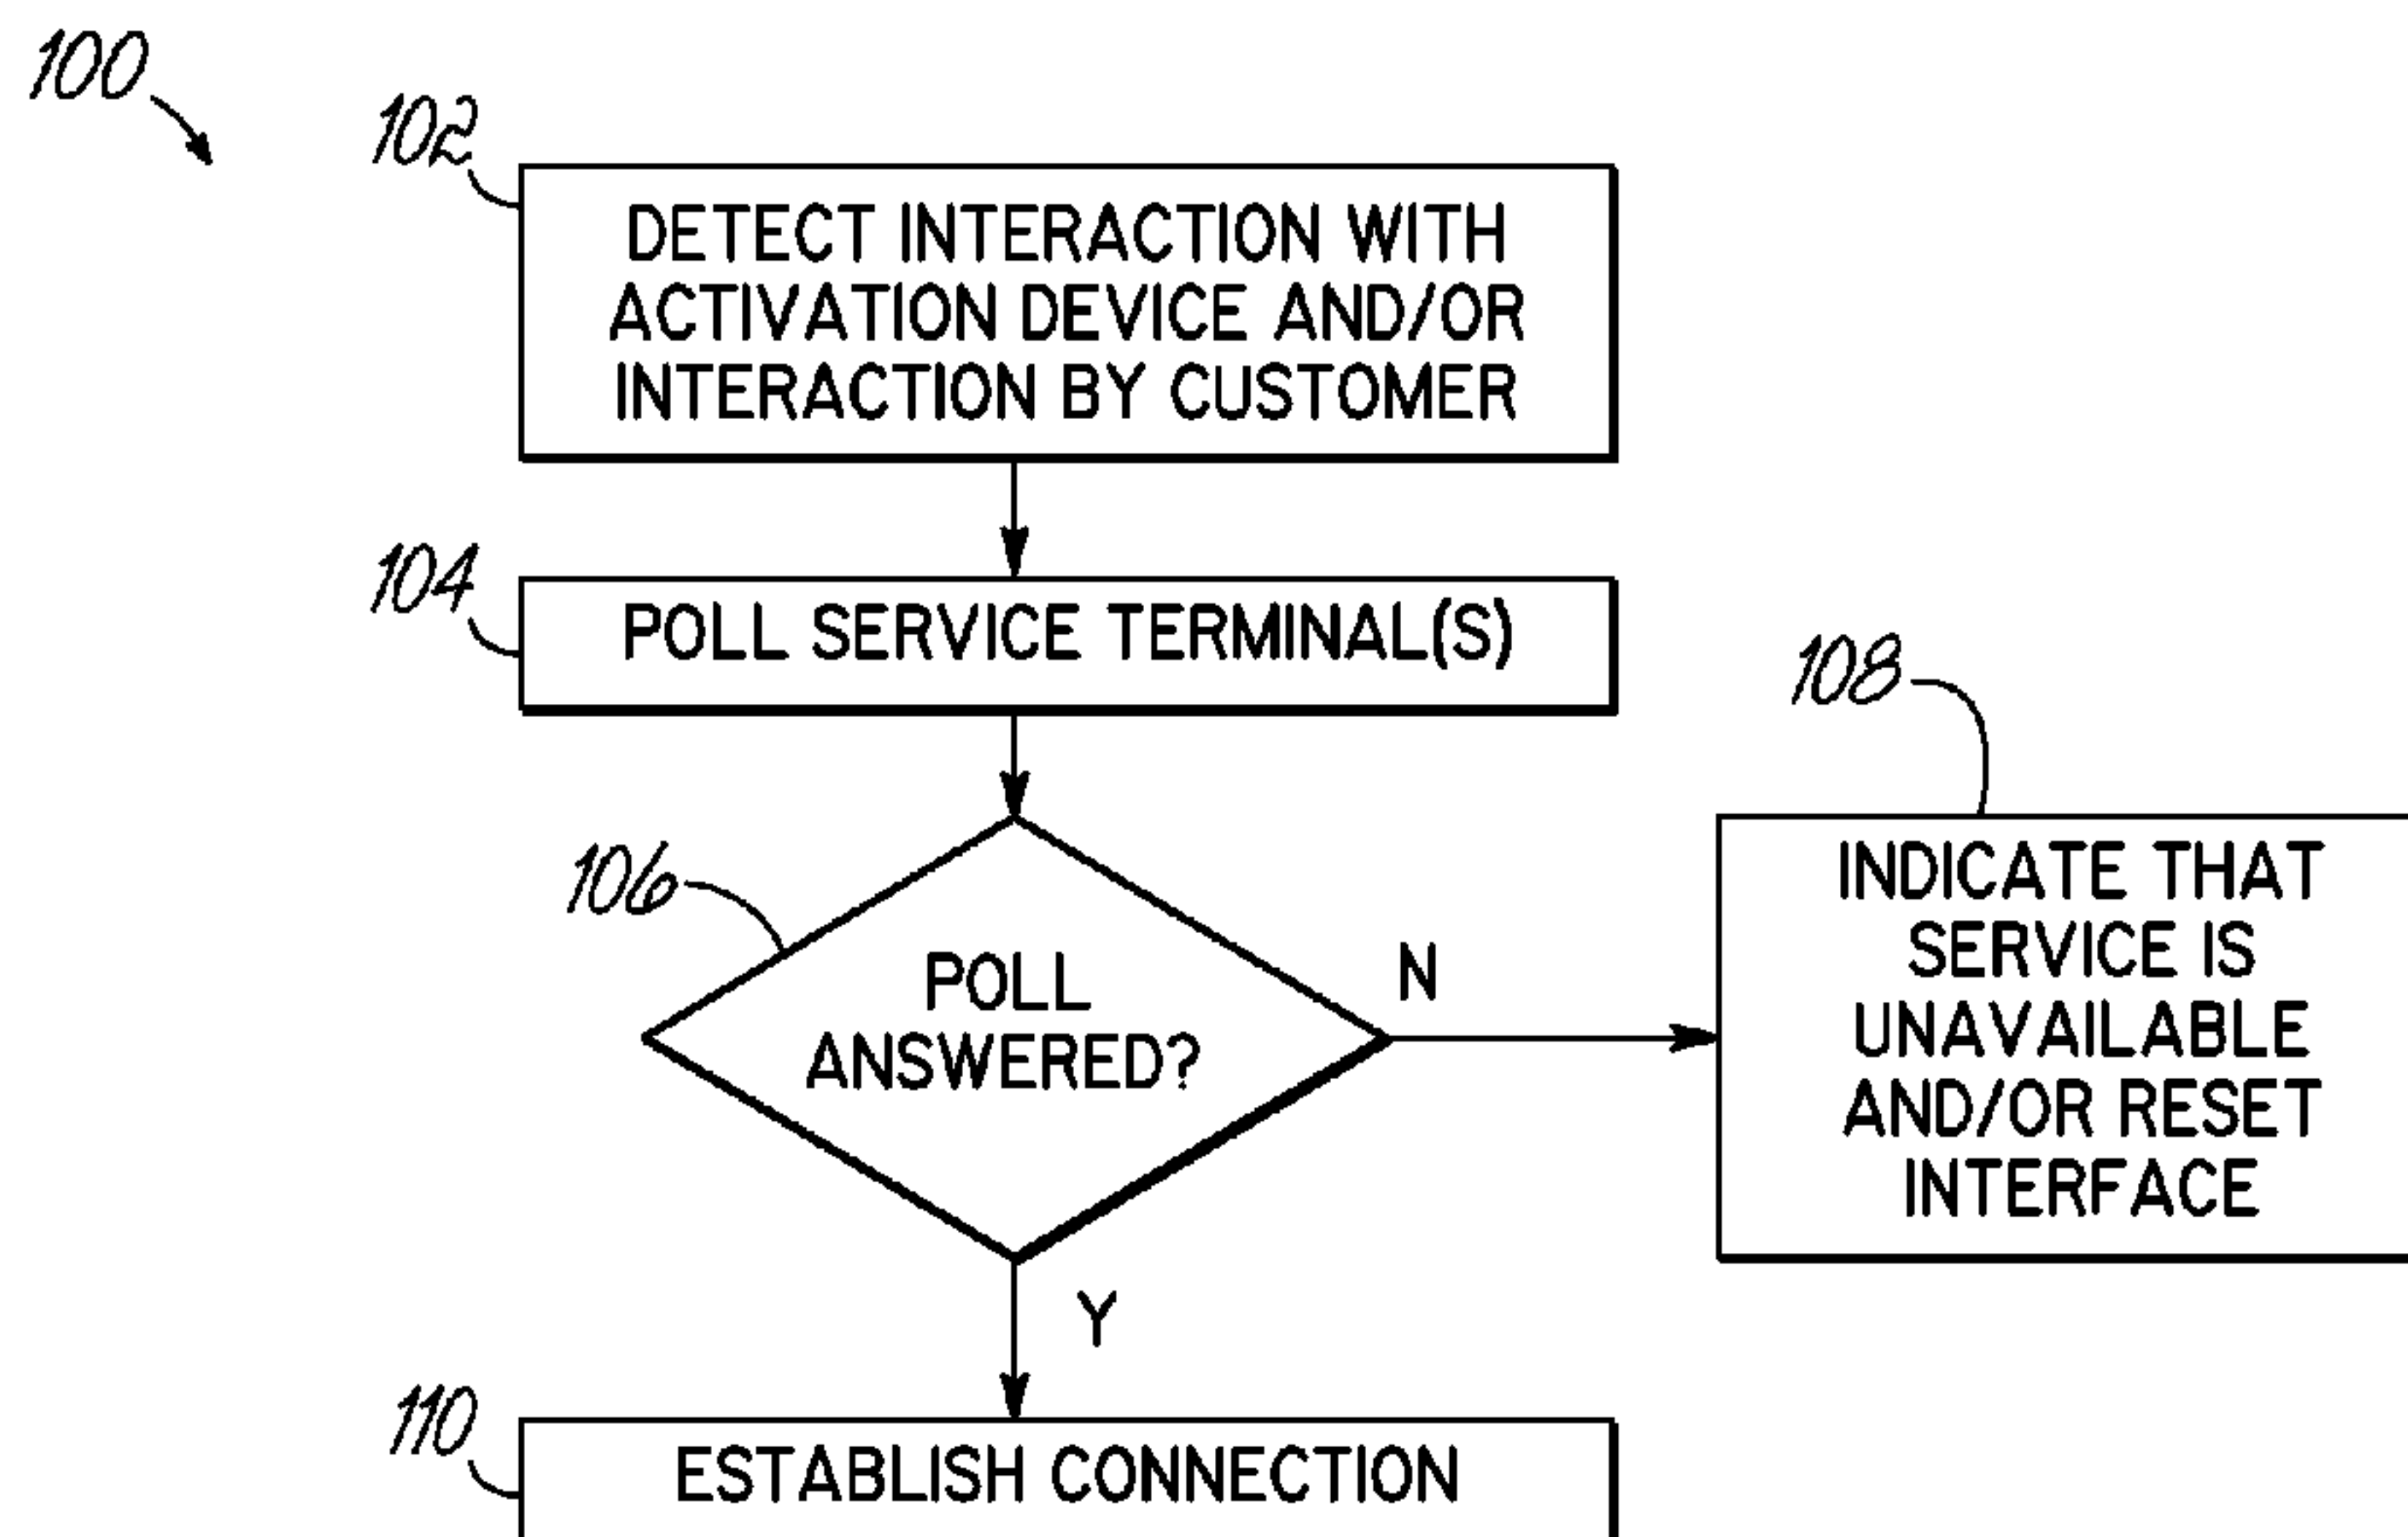 100
102
DETECT INTERACTION WITH
ACTIVATION DEVICE AND/OR
INTERACTION BY CUSTOMER
104
POLL SERVICE TERMINAL(S)
106
POLL
ANSWERED?
N
108
INDICATE THAT
SERVICE IS
UNAVAILABLE
AND/OR RESET
INTERFACE
Y
110
ESTABLISH CONNECTION